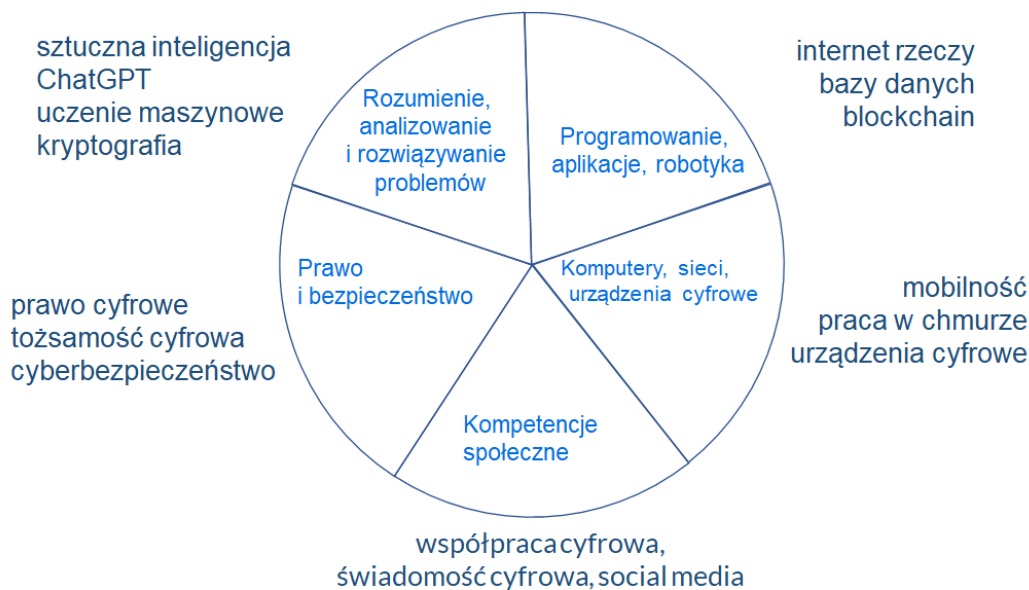 sztuczna inteligencja
ChatGPT
uczenie maszynowe
kryptografia
Rozumienie,
analizowanie
i rozwiązywanie
problemów
Programowanie,
aplikacje, robotyka
internet rzeczy
bazy danych
blockchain
prawo cyfrowe
tożsamość cyfrowa
cyberbezpieczeństwo
Prawo
i bezpieczeństwo
Komputery, sieci,
urządzenia cyfrowe
mobilność
praca w chmurze
urządzenia cyfrowe
Kompetencje
społeczne
współpraca cyfrowa,
świadomość cyfrowa, social media